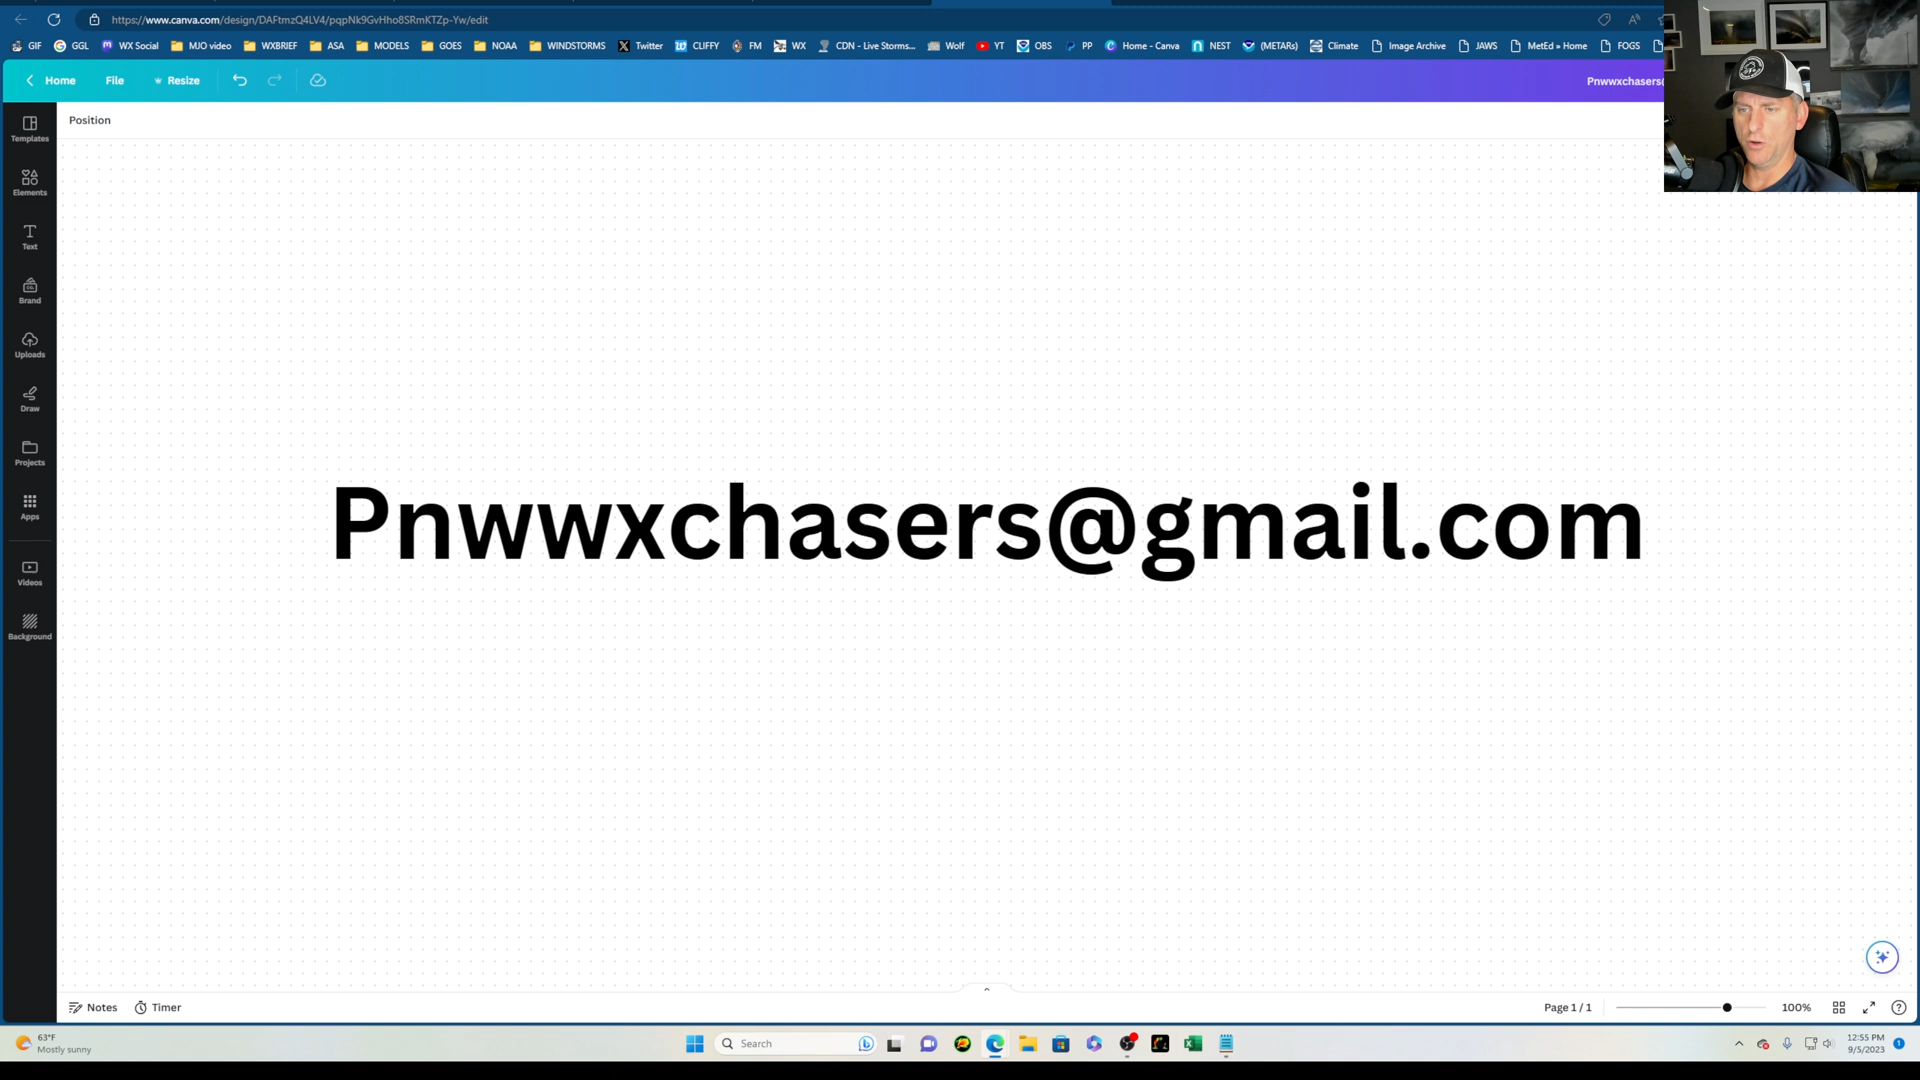 https://www.canva.com/design/DAFtmzQ4LV4/pqpNk9GvHho8SRmKTZp-Yw/edit
GIF GGL WX Social MJO video WXBRIEF ASA MODELS GOES NOAA WINDSTORMS Twitter CLIFFY FM WX CDN - Live Storms... Wolf YT OBS PP Home - Canva NEST (METARs) Climate Image Archive JAWS MetEd » Home FOGS
Home File Resize Pnwwxchasers@
Position
Templates
Elements
Text
Brand
Uploads
Draw
Projects
Apps
Videos
Background
Pnwwxchasers@gmail.com
Notes Timer Page 1 / 1 100%
63°F
Mostly sunny
Search
12:55 PM
9/5/2023
1